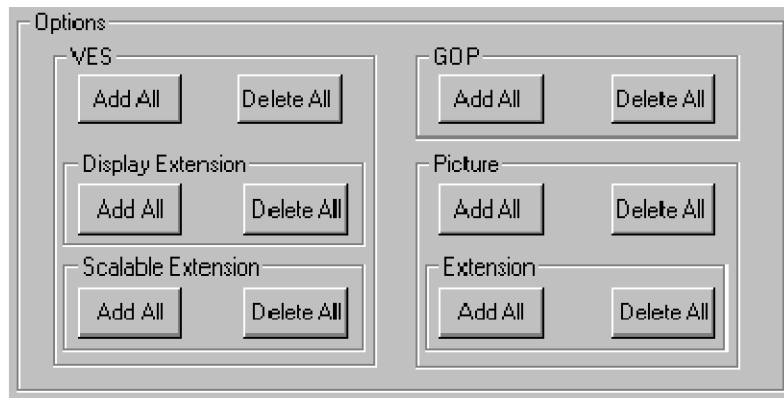 Options
VES
Add All Delete All
Display Extension
Add All Delete All
Scalable Extension
Add All Delete All
GOP
Add All Delete All
Picture
Add All Delete All
Extension
Add All Delete All